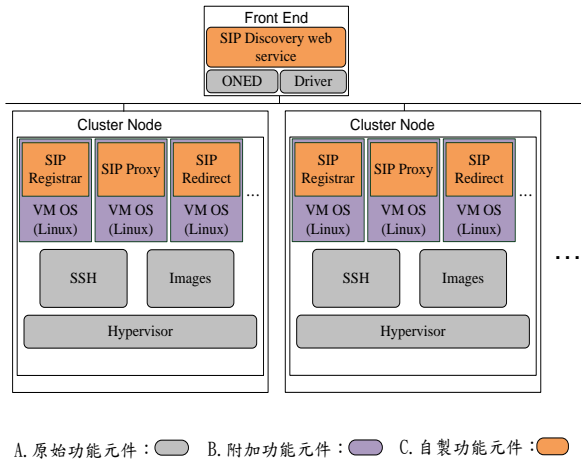 Front End
SIP Discovery web
service
ONED
Driver
Cluster Node
SIP
Registrar
SIP Proxy
SIP
Redirect
...
VM OS
(Linux)
VM OS
(Linux)
VM OS
(Linux)
SSH
Images
Hypervisor
Cluster Node
SIP
Registrar
SIP Proxy
SIP
Redirect
...
VM OS
(Linux)
VM OS
(Linux)
VM OS
(Linux)
SSH
Images
Hypervisor
...
A.原始功能元件： B.附加功能元件： C.自製功能元件：